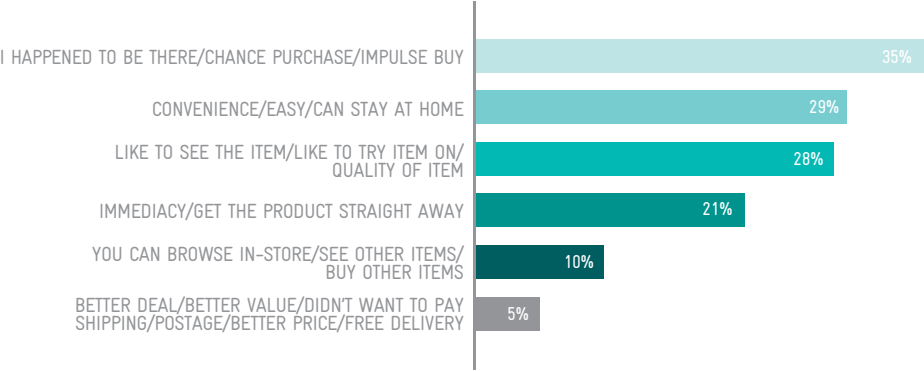 I HAPPENED TO BE THERE/CHANCE PURCHASE/IMPULSE BUY
35%
CONVENIENCE/EASY/CAN STAY AT HOME
29%
LIKE TO SEE THE ITEM/LIKE TO TRY ITEM ON/
QUALITY OF ITEM
28%
IMMEDIACY/GET THE PRODUCT STRAIGHT AWAY
21%
YOU CAN BROWSE IN-STORE/SEE OTHER ITEMS/
BUY OTHER ITEMS
10%
BETTER DEAL/BETTER VALUE/DIDN'T WANT TO PAY
SHIPPING/POSTAGE/BETTER PRICE/FREE DELIVERY
5%